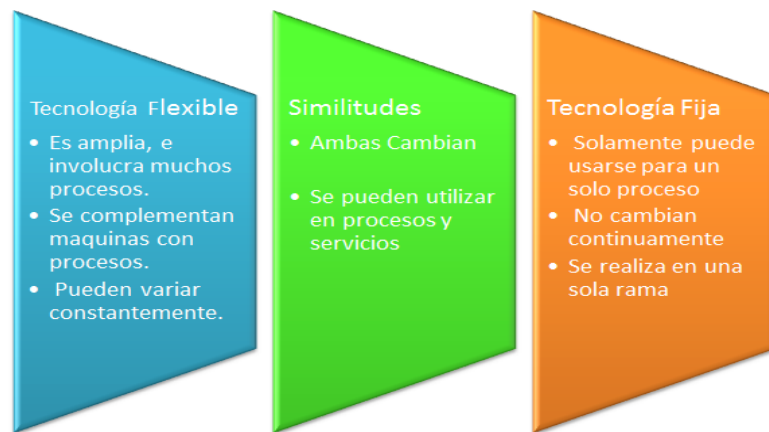 Tecnología Flexible
• Es amplia, e
involucra muchos
procesos.
• Se complementan
maquinas con
procesos.
• Pueden variar
constantemente.
Similitudes
• Ambas Cambian
• Se pueden utilizar
en procesos y
servicios
Tecnología Fija
• Solamente puede
usarse para un
solo proceso
• No cambian
continuamente
• Se realiza en una
sola rama